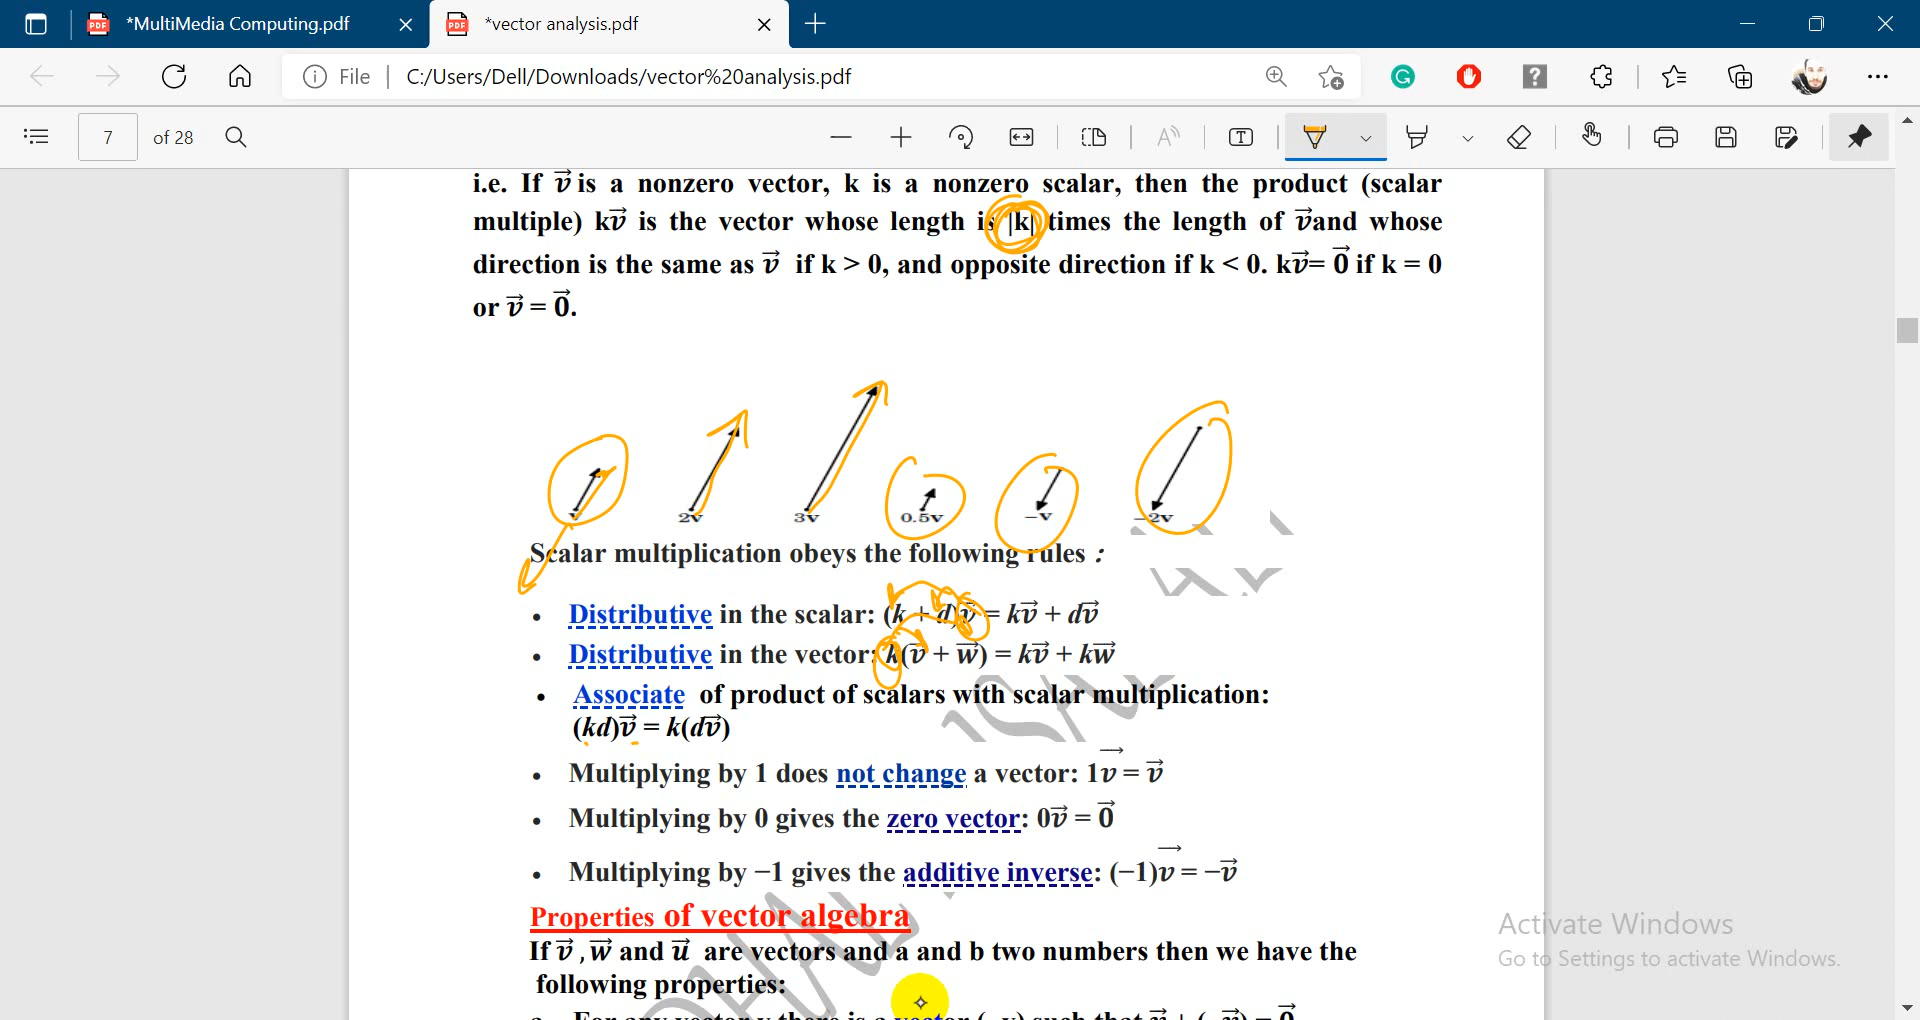 *MultiMedia Computing.pdf
*vector analysis.pdf
File
C:/Users/Dell/Downloads/vector%20analysis.pdf
7
of 28
i.e. If v⃗ is a nonzero vector, k is a nonzero scalar, then the product (scalar
multiple) kv⃗ is the vector whose length is |k| times the length of v⃗and whose
direction is the same as v⃗ if k > 0, and opposite direction if k < 0. kv⃗= 0⃗ if k = 0
or v⃗ = 0⃗.
v 2v 3v 0.5v −v −2v
Scalar multiplication obeys the following rules :
• Distributive in the scalar: (k + d)v⃗ = kv⃗ + dv⃗
• Distributive in the vector: k(v⃗ + w⃗) = kv⃗ + kw⃗
• Associate of product of scalars with scalar multiplication:
(kd)v⃗ = k(dv⃗)
• Multiplying by 1 does not change a vector: 1v⃗ = v⃗
• Multiplying by 0 gives the zero vector: 0v⃗ = 0⃗
• Multiplying by −1 gives the additive inverse: (−1)v⃗ = −v⃗
Properties of vector algebra
If v⃗ , w⃗ and u⃗ are vectors and a and b two numbers then we have the
following properties:
Activate Windows
Go to Settings to activate Windows.